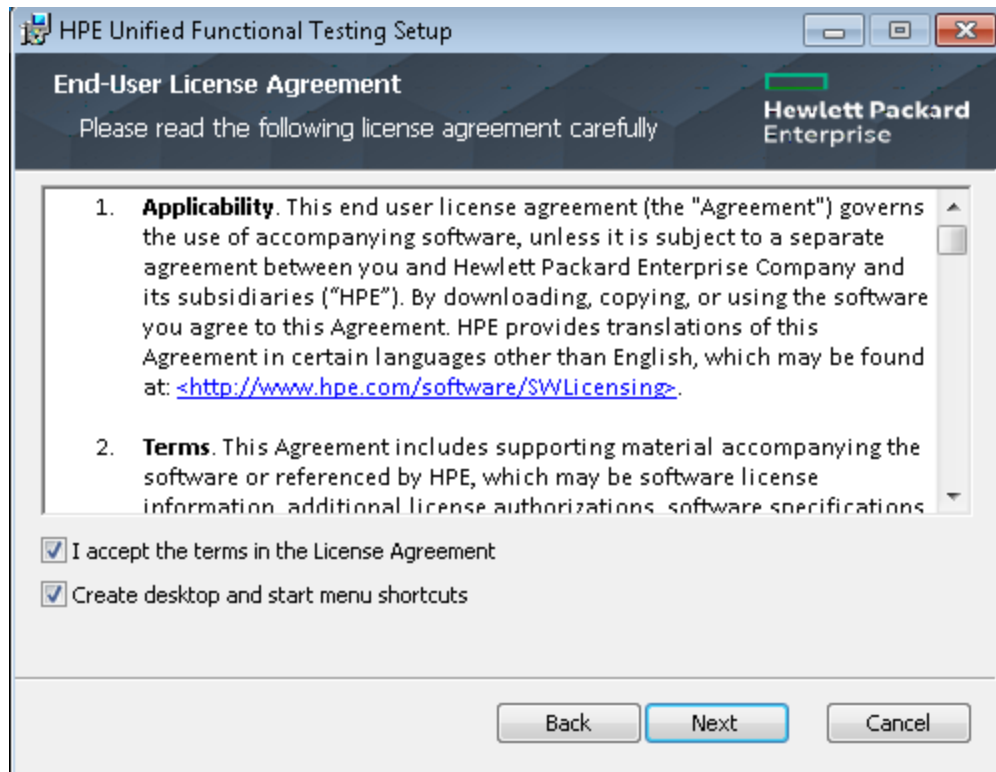 HPE Unified Functional Testing Setup
End-User License Agreement
Please read the following license agreement carefully
Hewlett Packard
Enterprise
1. Applicability. This end user license agreement (the "Agreement") governs
the use of accompanying software, unless it is subject to a separate
agreement between you and Hewlett Packard Enterprise Company and
its subsidiaries (“HPE”). By downloading, copying, or using the software
you agree to this Agreement. HPE provides translations of this
Agreement in certain languages other than English, which may be found
at: <http://www.hpe.com/software/SWLicensing>.
2. Terms. This Agreement includes supporting material accompanying the
software or referenced by HPE, which may be software license
information, additional license authorizations, software specifications
I accept the terms in the License Agreement
Create desktop and start menu shortcuts
Back Next Cancel